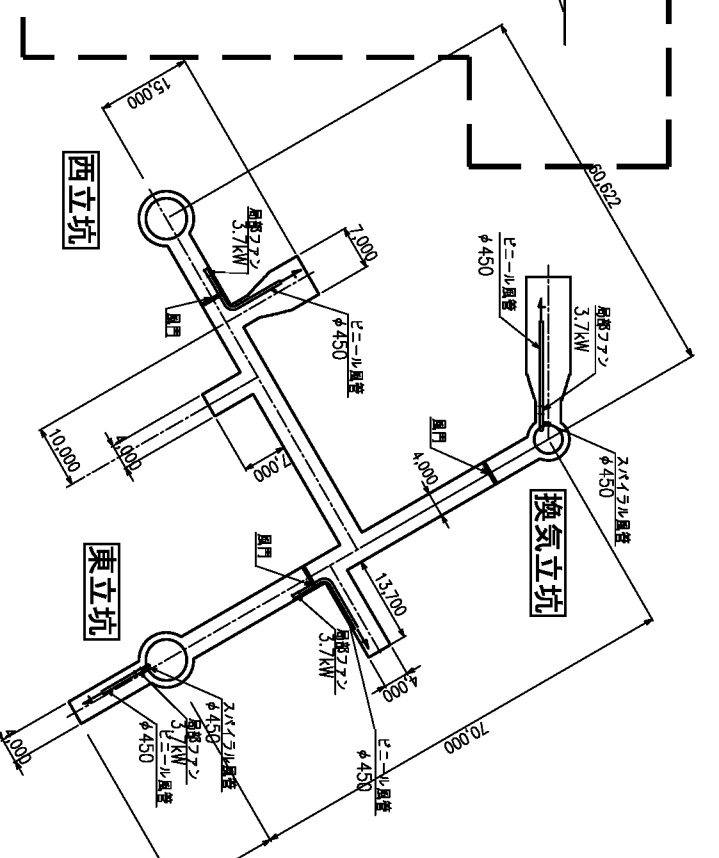 15,000
60,622
西立坑
局部ファン
3.7kW
7,000
ビニール風管
φ450
局部ファン
3.7kW
風門
ビニール風管
φ450
10,000
4,000
7,000
風門
4,000
スパイラル風管
φ450
換気立坑
風門
東立坑
13,700
局部ファン
3.7kW
4,000
70,000
4,000
スパイラル風管
φ450
局部ファン
3.7kW
ビニール風管
φ450
ビニール風管
φ450